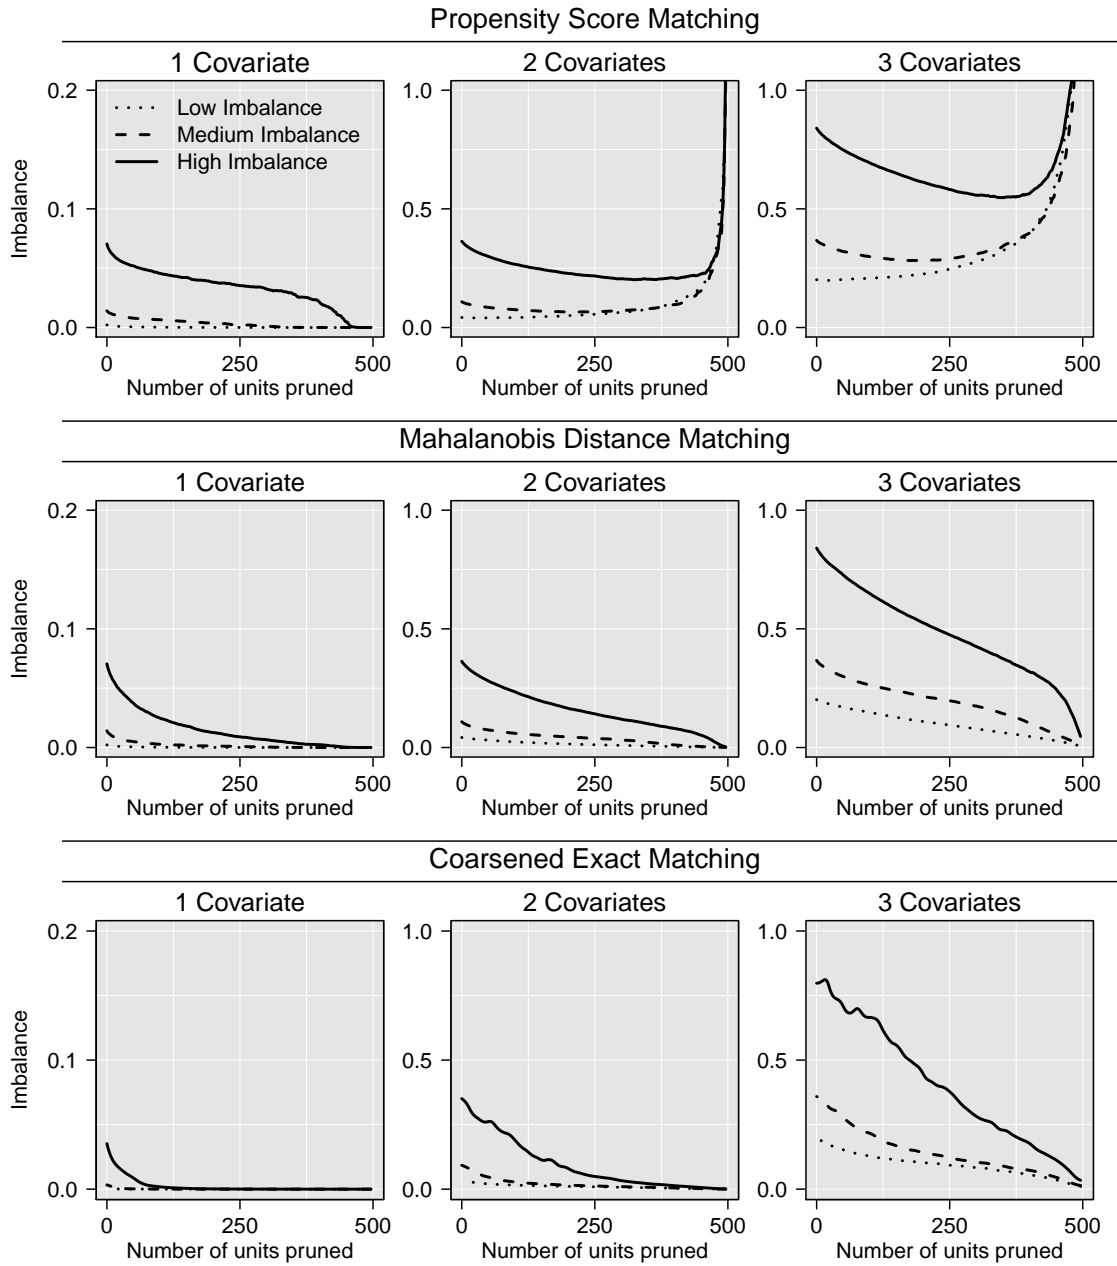 Propensity Score Matching
1 Covariate
2 Covariates
3 Covariates
Imbalance
0.2
0.1
0.0
Low Imbalance
Medium Imbalance
High Imbalance
0 250 500
Number of units pruned
1.0
0.5
0.0
0 250 500
Number of units pruned
1.0
0.5
0.0
0 250 500
Number of units pruned
Mahalanobis Distance Matching
1 Covariate
2 Covariates
3 Covariates
Imbalance
0.2
0.1
0.0
0 250 500
Number of units pruned
1.0
0.5
0.0
0 250 500
Number of units pruned
1.0
0.5
0.0
0 250 500
Number of units pruned
Coarsened Exact Matching
1 Covariate
2 Covariates
3 Covariates
Imbalance
0.2
0.1
0.0
0 250 500
Number of units pruned
1.0
0.5
0.0
0 250 500
Number of units pruned
1.0
0.5
0.0
0 250 500
Number of units pruned